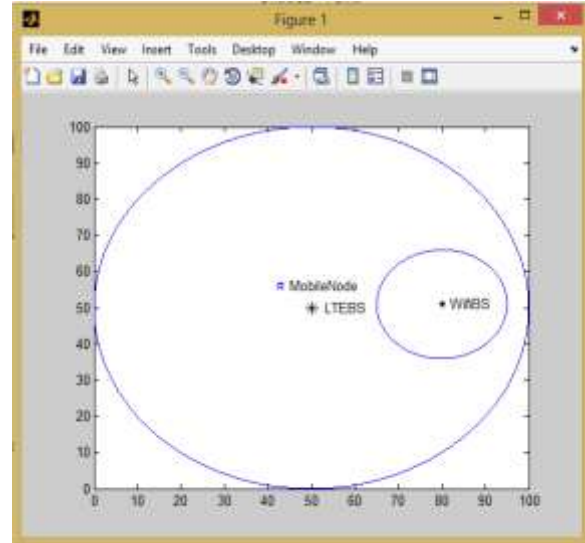 Figure 1
File Edit View Insert Tools Desktop Window Help
100
90
80
70
60
50
40
30
20
10
0
MobileNode
LTEBS
WifiBS
0 10 20 30 40 50 60 70 80 90 100